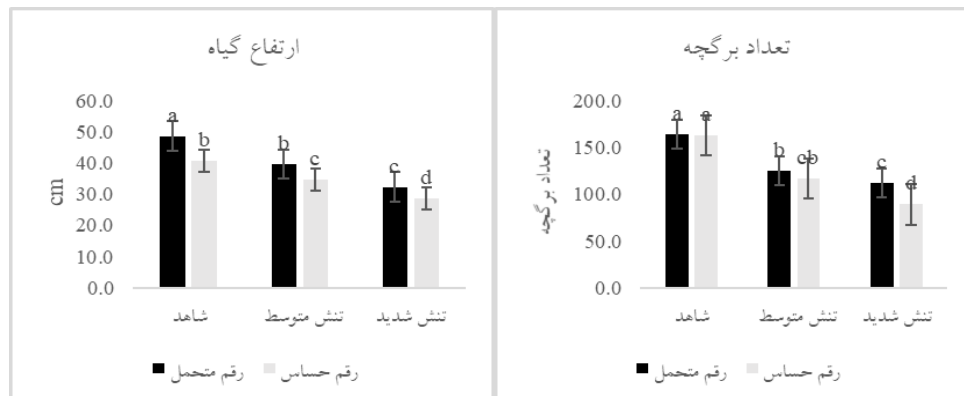 ارتفاع گیاه
60.0
50.0
40.0
30.0
20.0
10.0
0.0
cm
a b b c c d
شاهد تنش متوسط تنش شدید
رقم متحمل رقم حساس
تعداد برگچه
200.0
150.0
100.0
50.0
0.0
تعداد برگچه
a a b cb c d
شاهد تنش متوسط تنش شدید
رقم متحمل رقم حساس